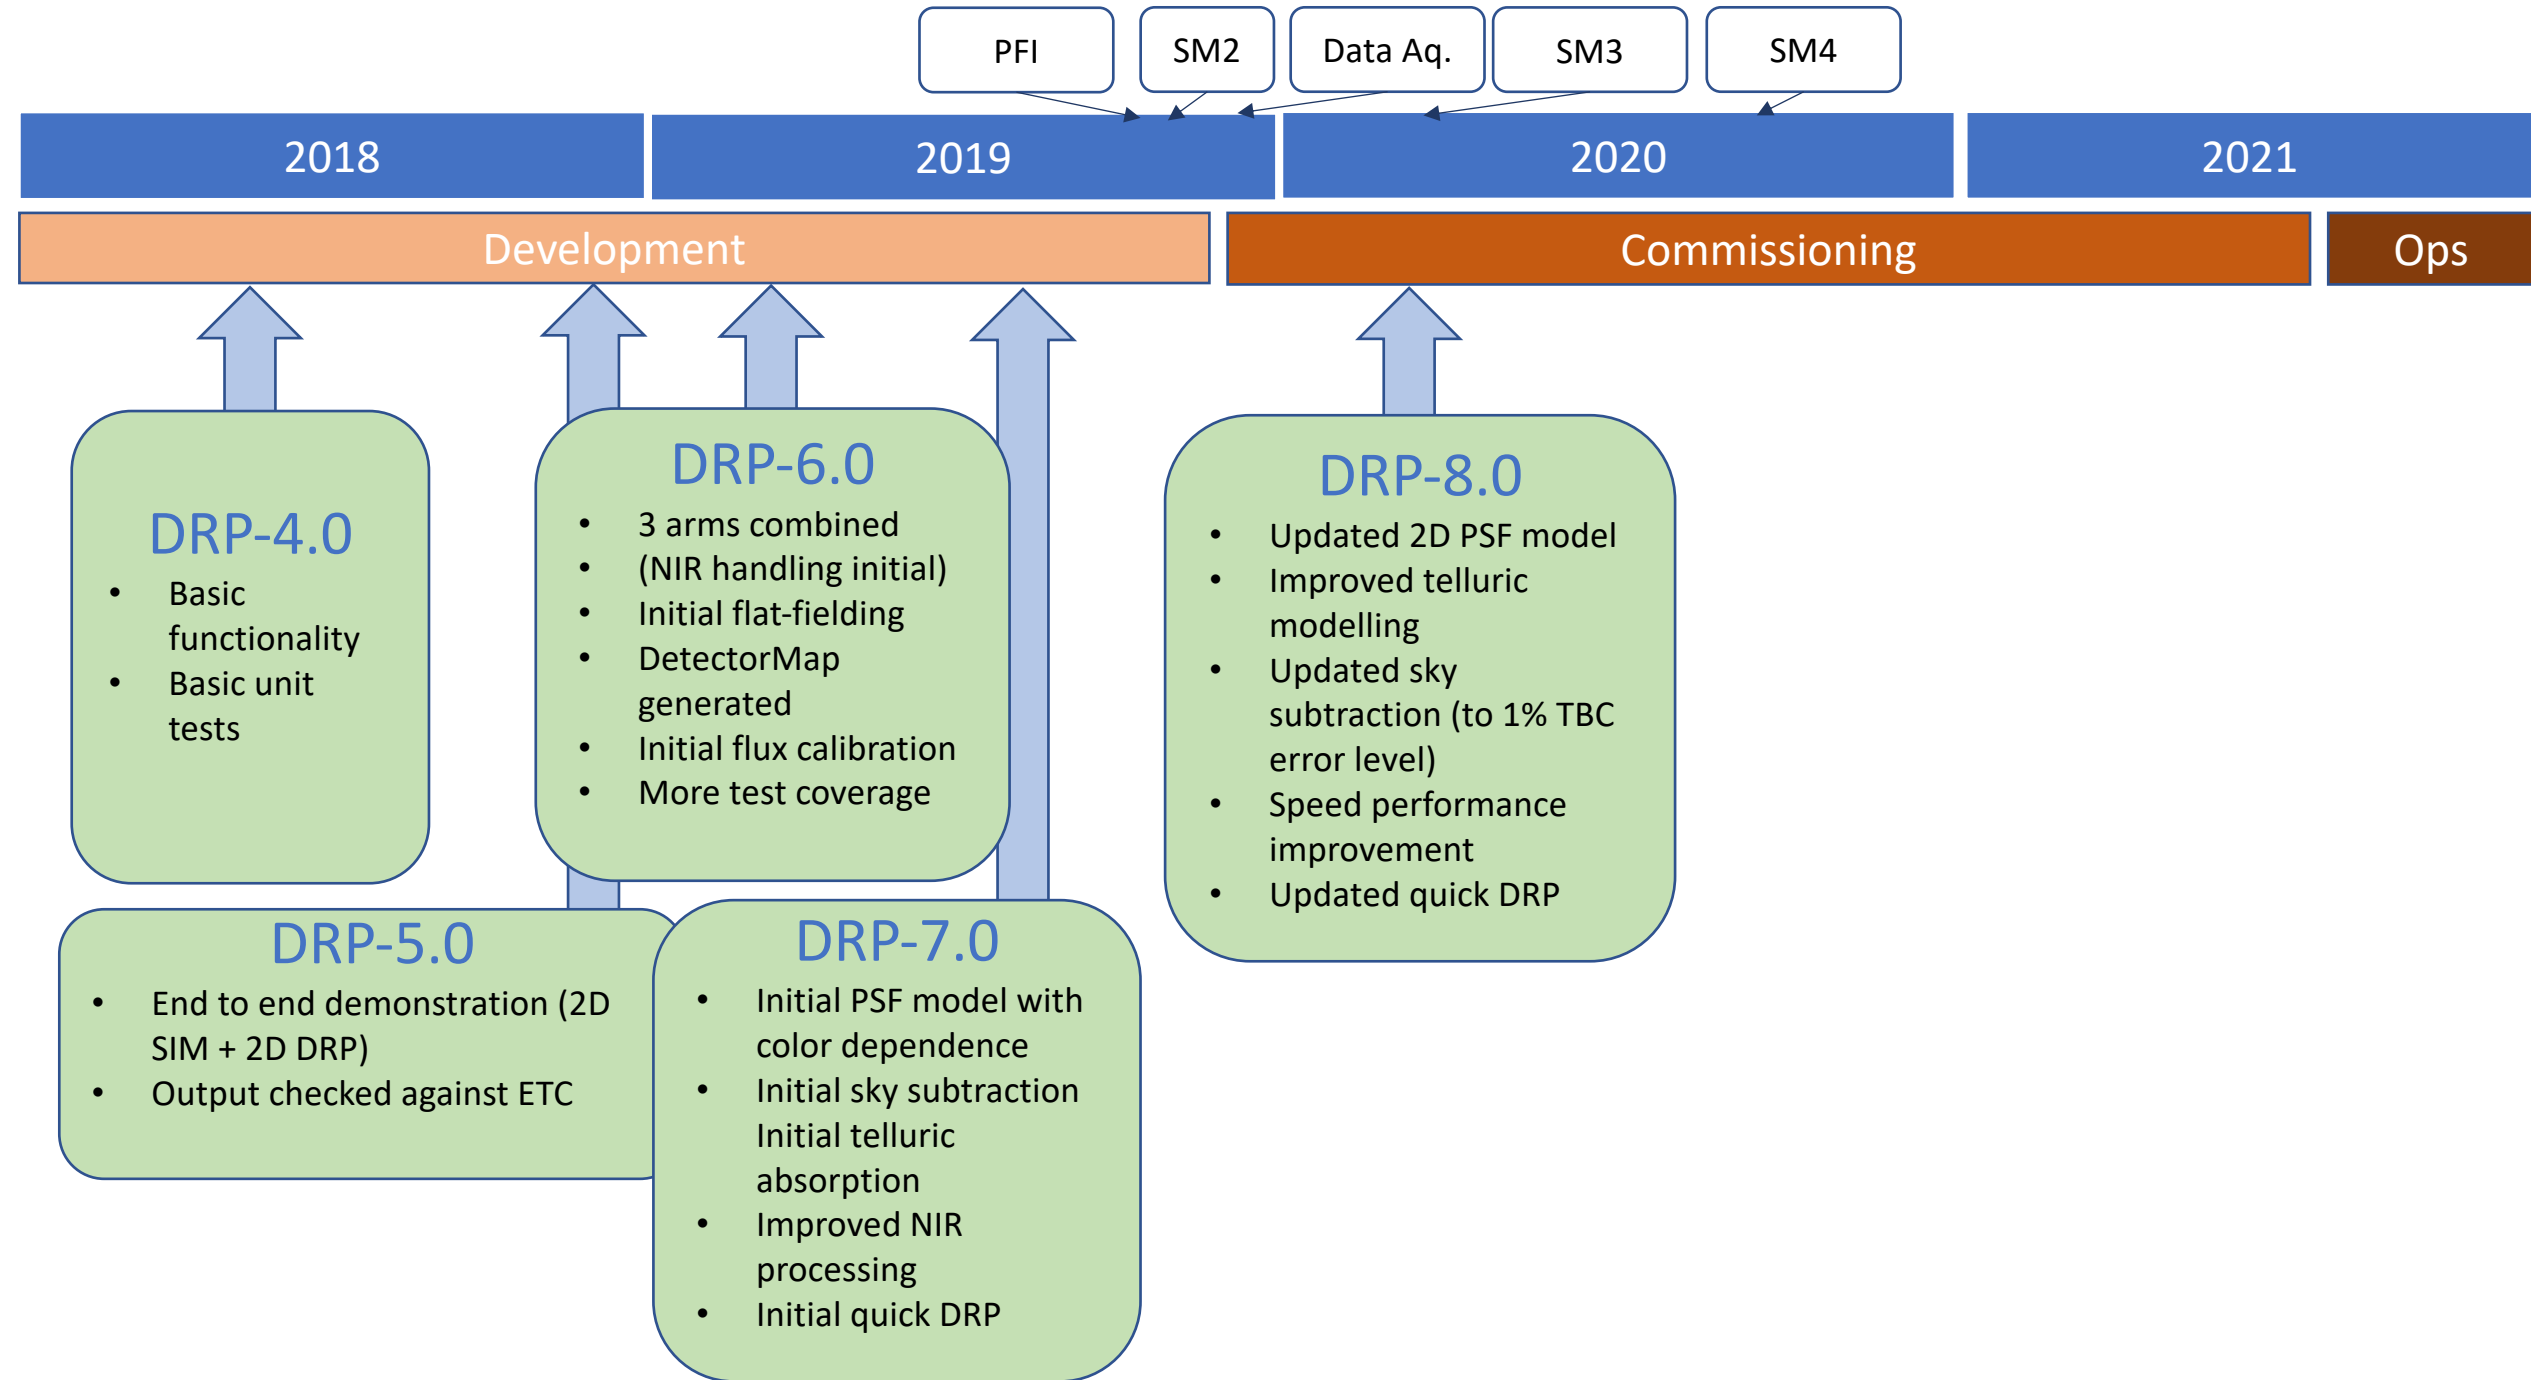 PFI
SM2
Data Aq.
SM3
SM4
2018
2019
2020
2021
Development
Commissioning
Ops
DRP-4.0
• Basic
functionality
• Basic unit
tests
DRP-5.0
• End to end demonstration (2D
SIM + 2D DRP)
• Output checked against ETC
DRP-6.0
• 3 arms combined
• (NIR handling initial)
• Initial flat-fielding
• DetectorMap
generated
• Initial flux calibration
• More test coverage
DRP-7.0
• Initial PSF model with
color dependence
• Initial sky subtraction
Initial telluric
absorption
• Improved NIR
processing
• Initial quick DRP
DRP-8.0
• Updated 2D PSF model
• Improved telluric
modelling
• Updated sky
subtraction (to 1% TBC
error level)
• Speed performance
improvement
• Updated quick DRP